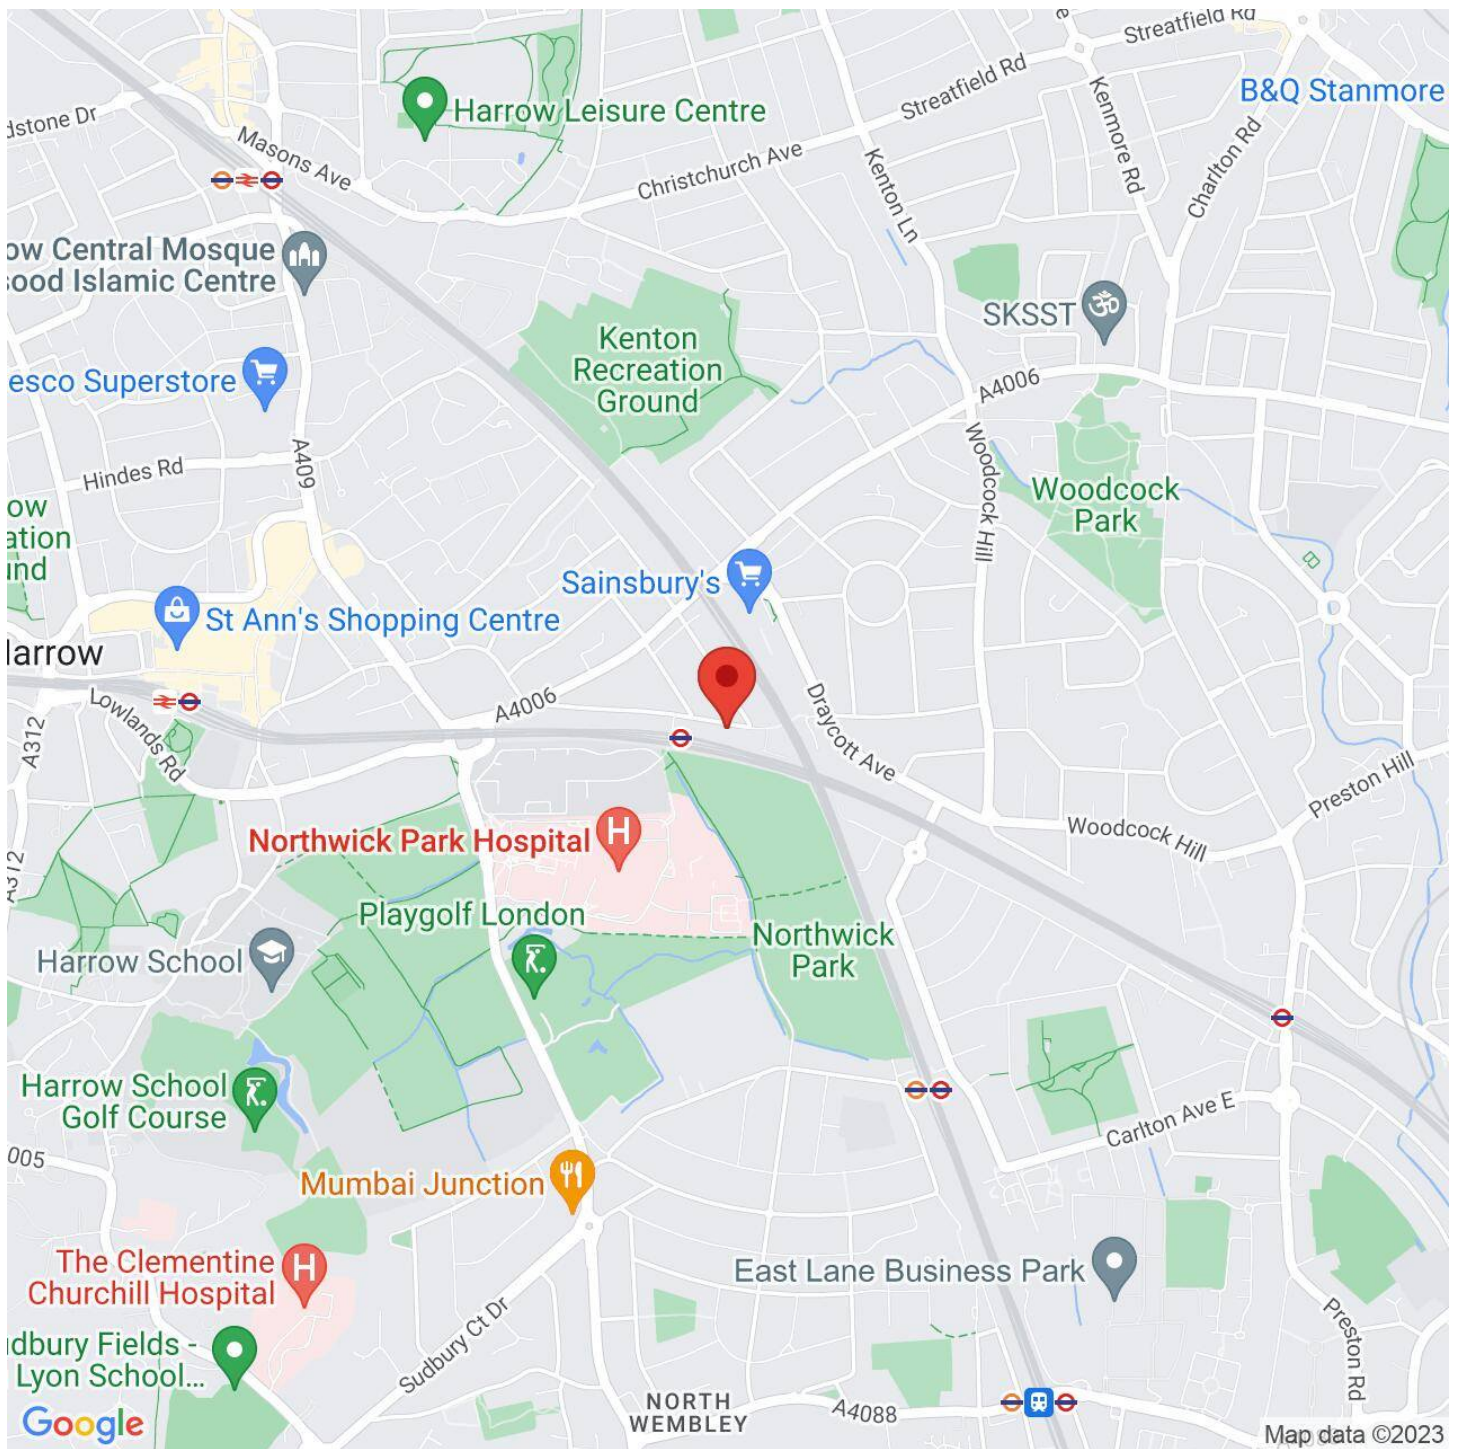 Streatfield Rd
B&Q Stanmore
dstone Dr
Harrow Leisure Centre
Streatfield Rd
Kenmore Rd
Charlton Rd
Masons Ave
Christchurch Ave
Kenton Ln
ow Central Mosque
sood Islamic Centre
SKSST
Kenton
Recreation
Ground
esco Superstore
A4006
A409
Hindes Rd
Woodcock Hill
Woodcock
Park
ow
ation
und
Sainsbury's
St Ann's Shopping Centre
Harrow
Lowlands Rd
A312
A4006
Draycott Ave
Preston Hill
Woodcock Hill
H
Northwick Park Hospital
A312
Playgolf London
Northwick
Park
Harrow School
Harrow School
Golf Course
Carlton Ave E
005
Mumbai Junction
The Clementine
Churchill Hospital
H
East Lane Business Park
Sudbury Ct Dr
Preston Rd
dbury Fields -
Lyon School...
NORTH
WEMBLEY
A4088
Google
Map data ©2023